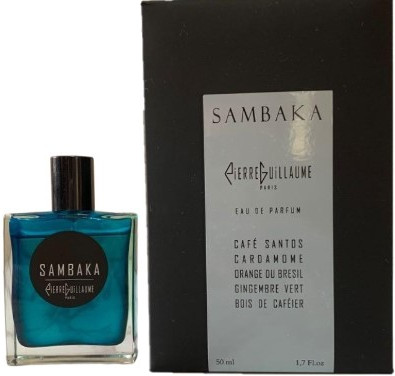 SAMBAKA
PIERREGUILLAUME
PARIS
EAU DE PARFUM
CAFÉ SANTOS
CARDAMOME
ORANGE DU BRESIL
GINGEMBRE VERT
BOIS DE CAFÉIER
50 ml 1,7 Fl.oz
SAMBAKA
PIERREGUILLAUME
PARIS